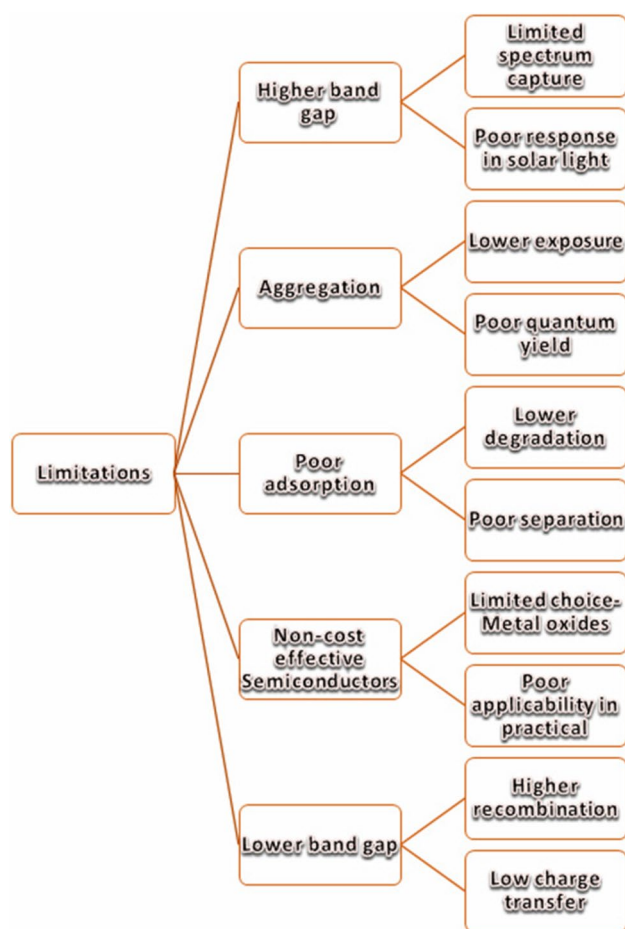 Limitations
Higher band
gap
Limited
spectrum
capture
Poor response
in solar light
Aggregation
Lower exposure
Poor quantum
yield
Poor
adsorption
Lower
degradation
Poor separation
Non-cost
effective
Semiconductors
Limited choice-
Metal oxides
Poor
applicability in
practical
Lower band gap
Higher
recombination
Low charge
transfer